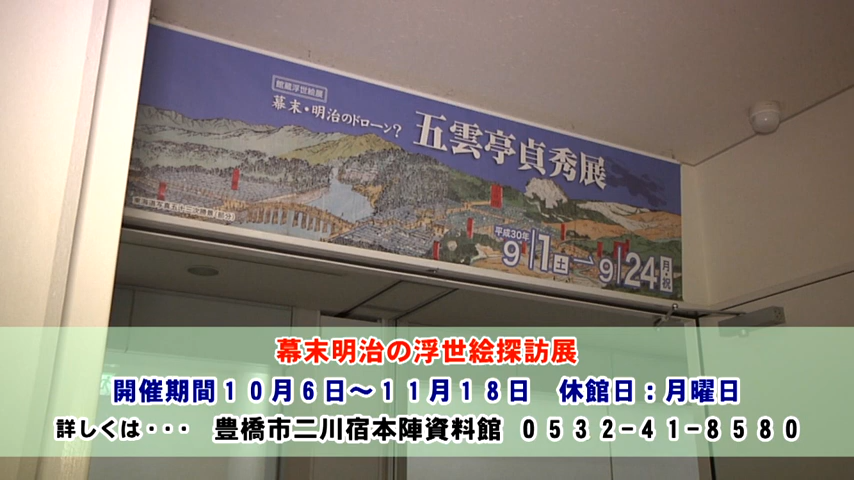 館蔵浮世絵展
幕末・明治のドローン?
五雲亭貞秀展
平成30年
9/1土→9/24月・祝
幕末明治の浮世絵探訪展
開催期間10月6日〜11月18日 休館日:月曜日
詳しくは・・・ 豊橋市二川宿本陣資料館 0532-41-8580